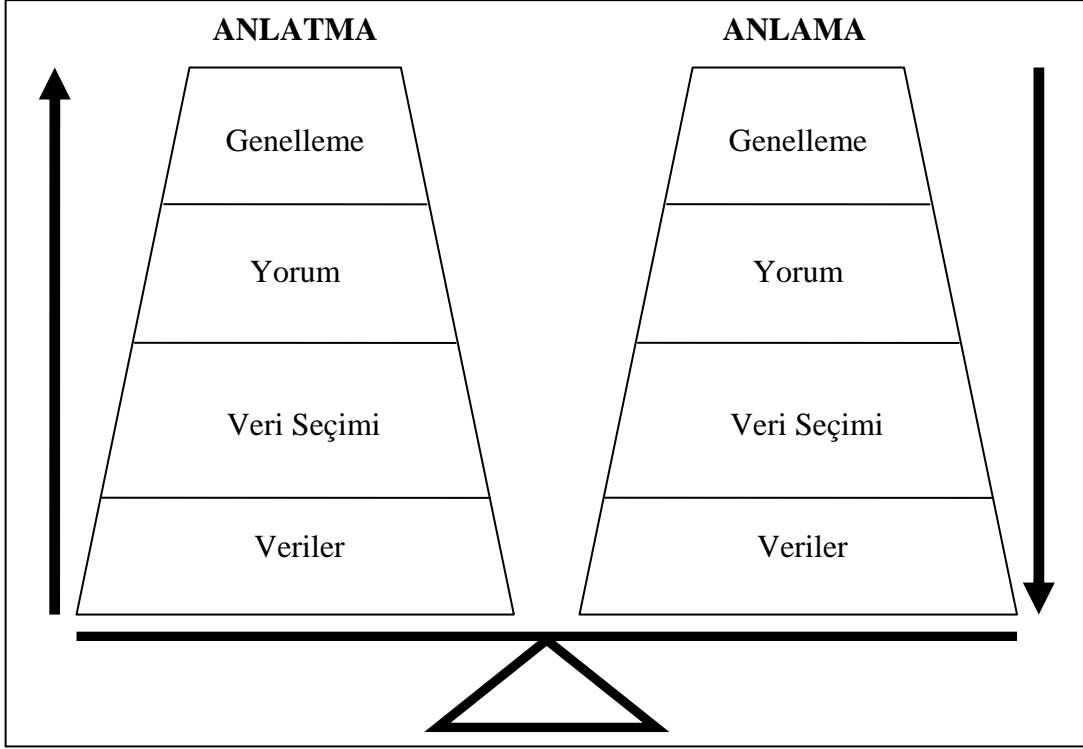 ANLATMA
ANLAMA
Genelleme
Genelleme
Yorum
Yorum
Veri Seçimi
Veri Seçimi
Veriler
Veriler